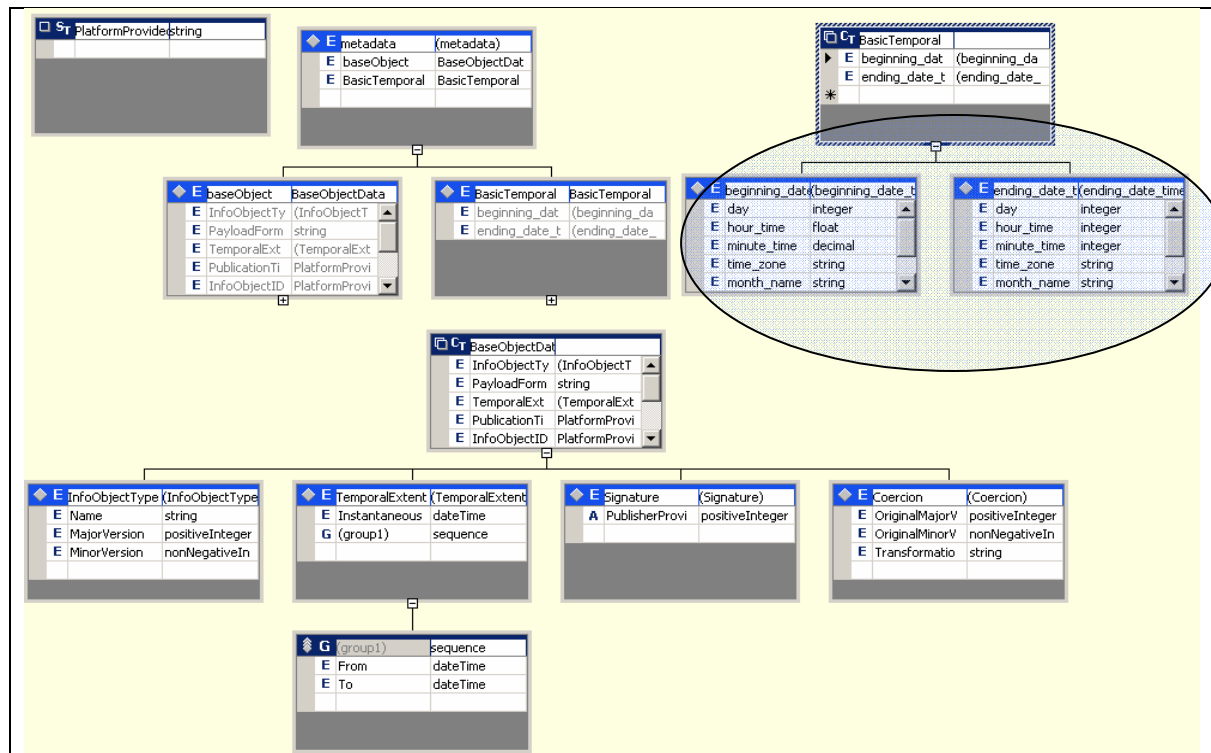 ST PlatformProvided string
E metadata (metadata)
E baseObject BaseObjectDat
E BasicTemporal BasicTemporal
CT BasicTemporal
E beginning_dat (beginning_da
E ending_date_t (ending_date_
E baseObject BaseObjectData
E InfoObjectTy (InfoObjectT
E PayloadForm string
E TemporalExt (TemporalExt
E PublicationTi PlatformProvi
E InfoObjectID PlatformProvi
E BasicTemporal BasicTemporal
E beginning_dat (beginning_da
E ending_date_t (ending_date_
E beginning_date (beginning_date_t
E day integer
E hour_time float
E minute_time decimal
E time_zone string
E month_name string
E ending_date_t (ending_date_time
E day integer
E hour_time integer
E minute_time integer
E time_zone string
E month_name string
CT BaseObjectDat
E InfoObjectTy (InfoObjectT
E PayloadForm string
E TemporalExt (TemporalExt
E PublicationTi PlatformProvi
E InfoObjectID PlatformProvi
E InfoObjectType (InfoObjectType
E Name string
E MajorVersion positiveInteger
E MinorVersion nonNegativeIn
E TemporalExtent (TemporalExtent
E Instantaneous dateTime
G (group1) sequence
E Signature (Signature)
A PublisherProvi positiveInteger
E Coercion (Coercion)
E OriginalMajorV positiveInteger
E OriginalMinorV nonNegativeIn
E Transformatio string
G (group1) sequence
E From dateTime
E To dateTime